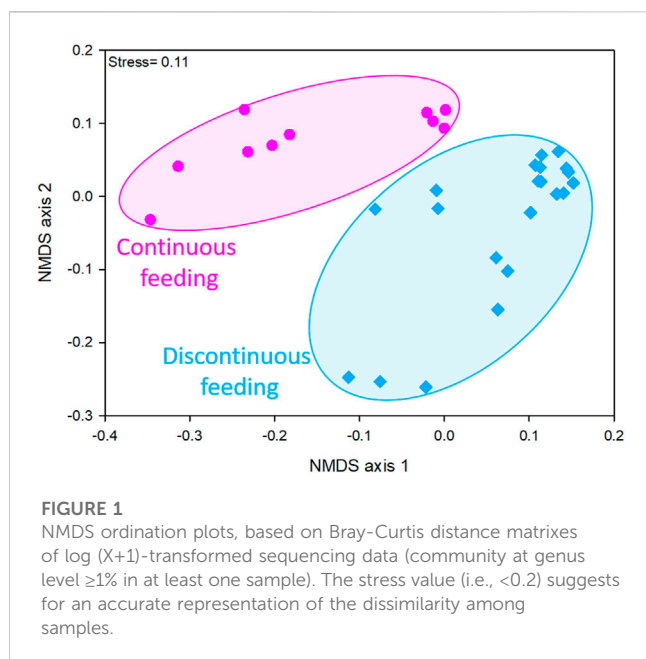 0.2
Stress= 0.11
0.1
0.0
-0.1
-0.2
-0.3
NMDS axis 2
Continuous
feeding
Discontinuous
feeding
-0.4 -0.3 -0.2 -0.1 0.0 0.1 0.2
NMDS axis 1
FIGURE 1
NMDS ordination plots, based on Bray-Curtis distance matrixes
of log (X+1)-transformed sequencing data (community at genus
level ≥1% in at least one sample). The stress value (i.e., <0.2) suggests
for an accurate representation of the dissimilarity among
samples.